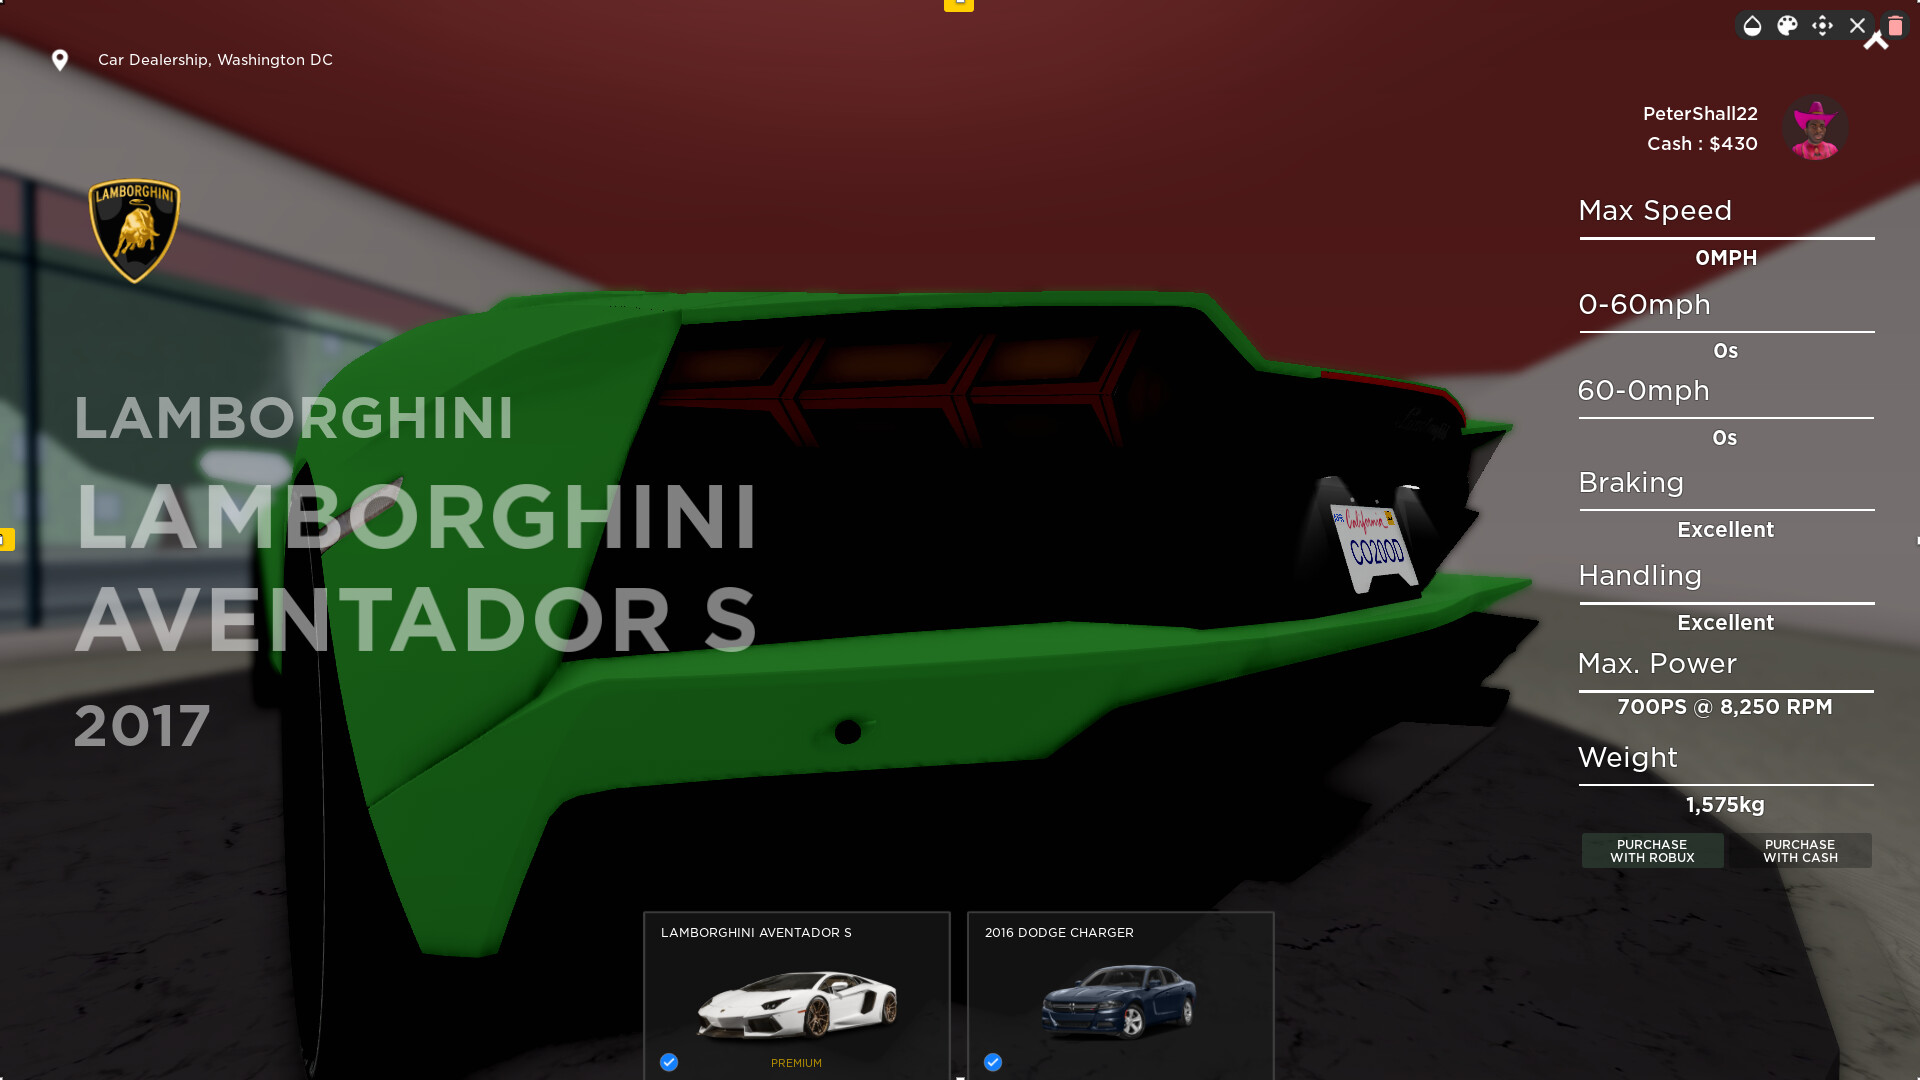 Car Dealership, Washington DC
PeterShall22
Cash : $430
LAMBORGHINI
LAMBORGHINI
LAMBORGHINI
AVENTADOR S
2017
Max Speed
0MPH
0-60mph
0s
60-0mph
0s
Braking
Excellent
Handling
Excellent
Max. Power
700PS @ 8,250 RPM
Weight
1,575kg
PURCHASE
WITH ROBUX
PURCHASE
WITH CASH
California
CO20OD
LAMBORGHINI AVENTADOR S
PREMIUM
2016 DODGE CHARGER